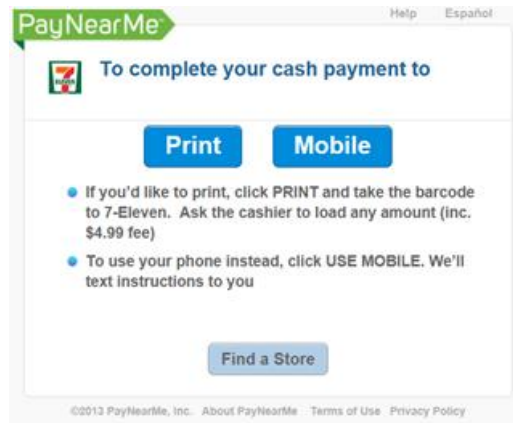 Help Español
PayNearMe™
7 ELEVEN To complete your cash payment to
Print Mobile
If you'd like to print, click PRINT and take the barcode
to 7-Eleven. Ask the cashier to load any amount (inc.
$4.99 fee)
To use your phone instead, click USE MOBILE. We'll
text instructions to you
Find a Store
©2013 PayNearMe, Inc. About PayNearMe Terms of Use Privacy Policy